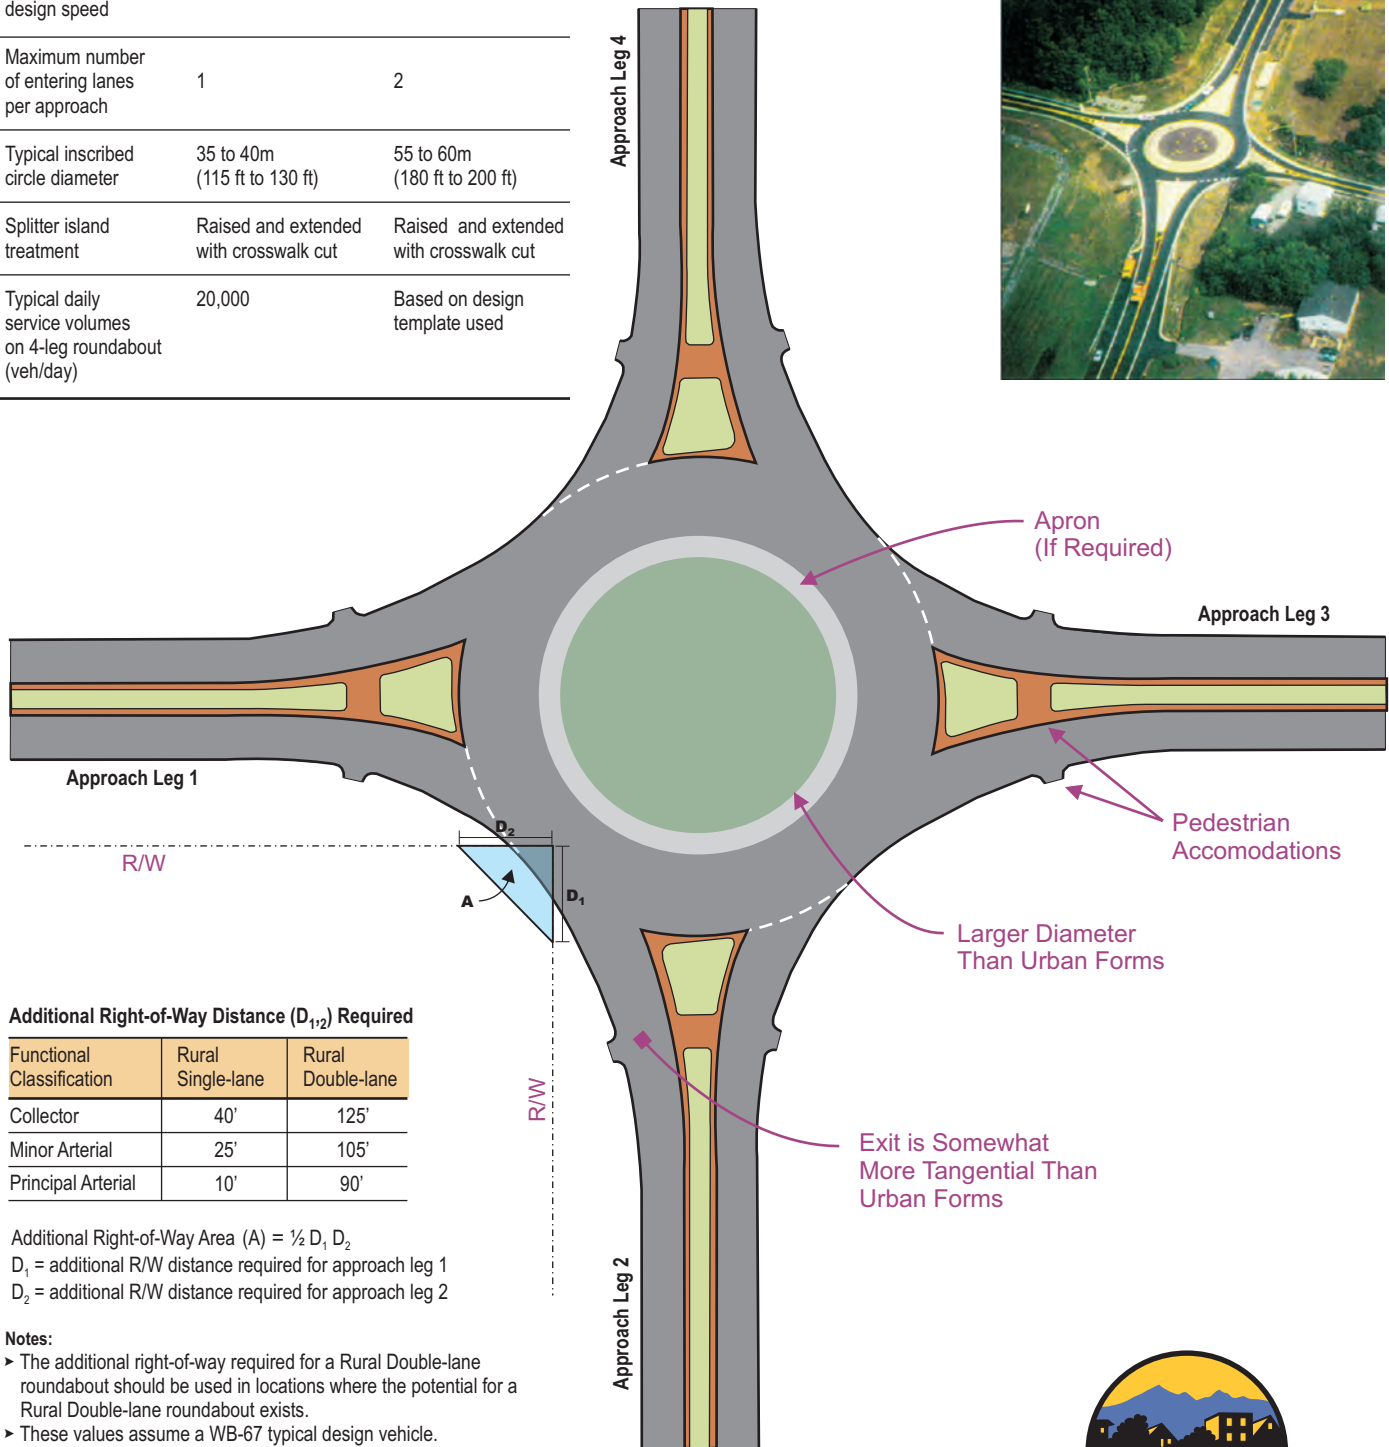 design speed
Maximum number
of entering lanes
per approach
1
2
Typical inscribed
circle diameter
35 to 40m
(115 ft to 130 ft)
55 to 60m
(180 ft to 200 ft)
Splitter island
treatment
Raised and extended
with crosswalk cut
Raised and extended
with crosswalk cut
Typical daily
service volumes
on 4-leg roundabout
(veh/day)
20,000
Based on design
template used
Approach Leg 4
Apron
(If Required)
Approach Leg 3
Approach Leg 1
R/W
D₂
A
D₁
Pedestrian
Accomodations
Larger Diameter
Than Urban Forms
R/W
Exit is Somewhat
More Tangential Than
Urban Forms
Approach Leg 2
Additional Right-of-Way Distance (D₁,₂) Required
Functional
Classification
Rural
Single-lane
Rural
Double-lane
Collector 40’ 125’
Minor Arterial 25’ 105’
Principal Arterial 10’ 90’
Additional Right-of-Way Area (A) = ½ D₁ D₂
D₁ = additional R/W distance required for approach leg 1
D₂ = additional R/W distance required for approach leg 2
Notes:
➤ The additional right-of-way required for a Rural Double-lane
roundabout should be used in locations where the potential for a
Rural Double-lane roundabout exists.
➤ These values assume a WB-67 typical design vehicle.